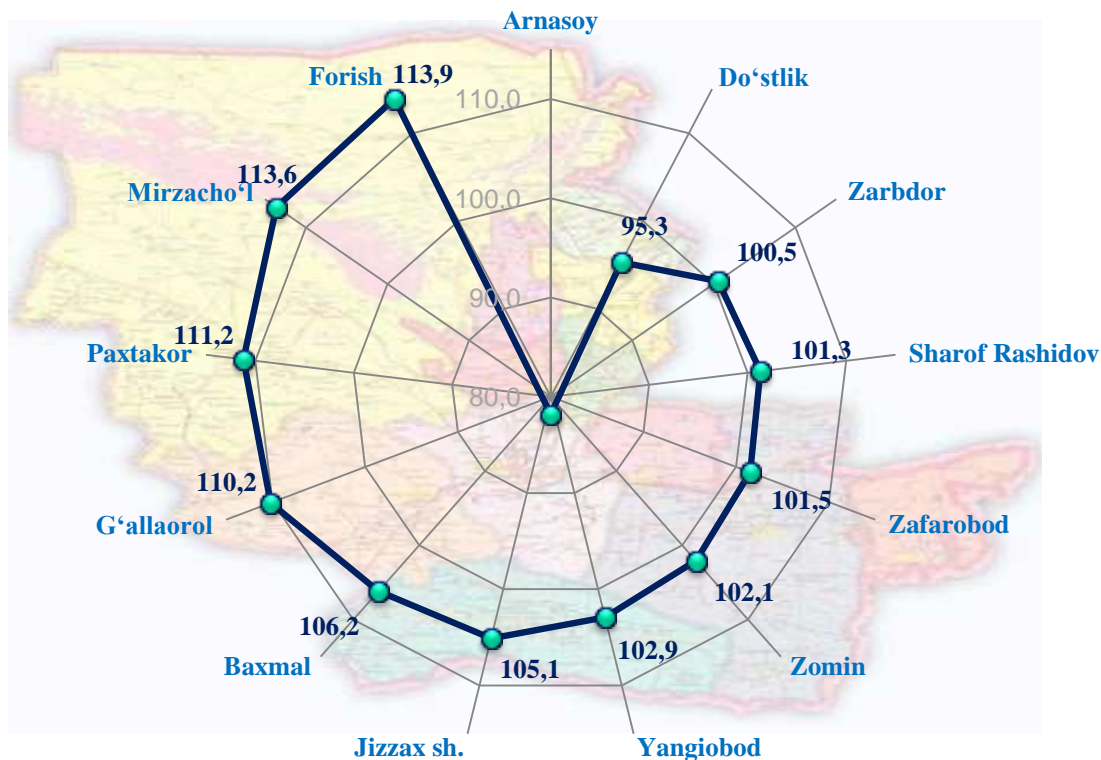 Arnasoy
Do‘stlik
Zarbdor
Sharof Rashidov
Zafarobod
Zomin
Yangiobod
Jizzax sh.
Baxmal
G‘allaorol
Paxtakor
Mirzacho‘l
Forish
113,9
113,6
111,2
110,2
106,2
105,1
102,9
102,1
101,5
101,3
100,5
95,3
110,0
100,0
90,0
80,0